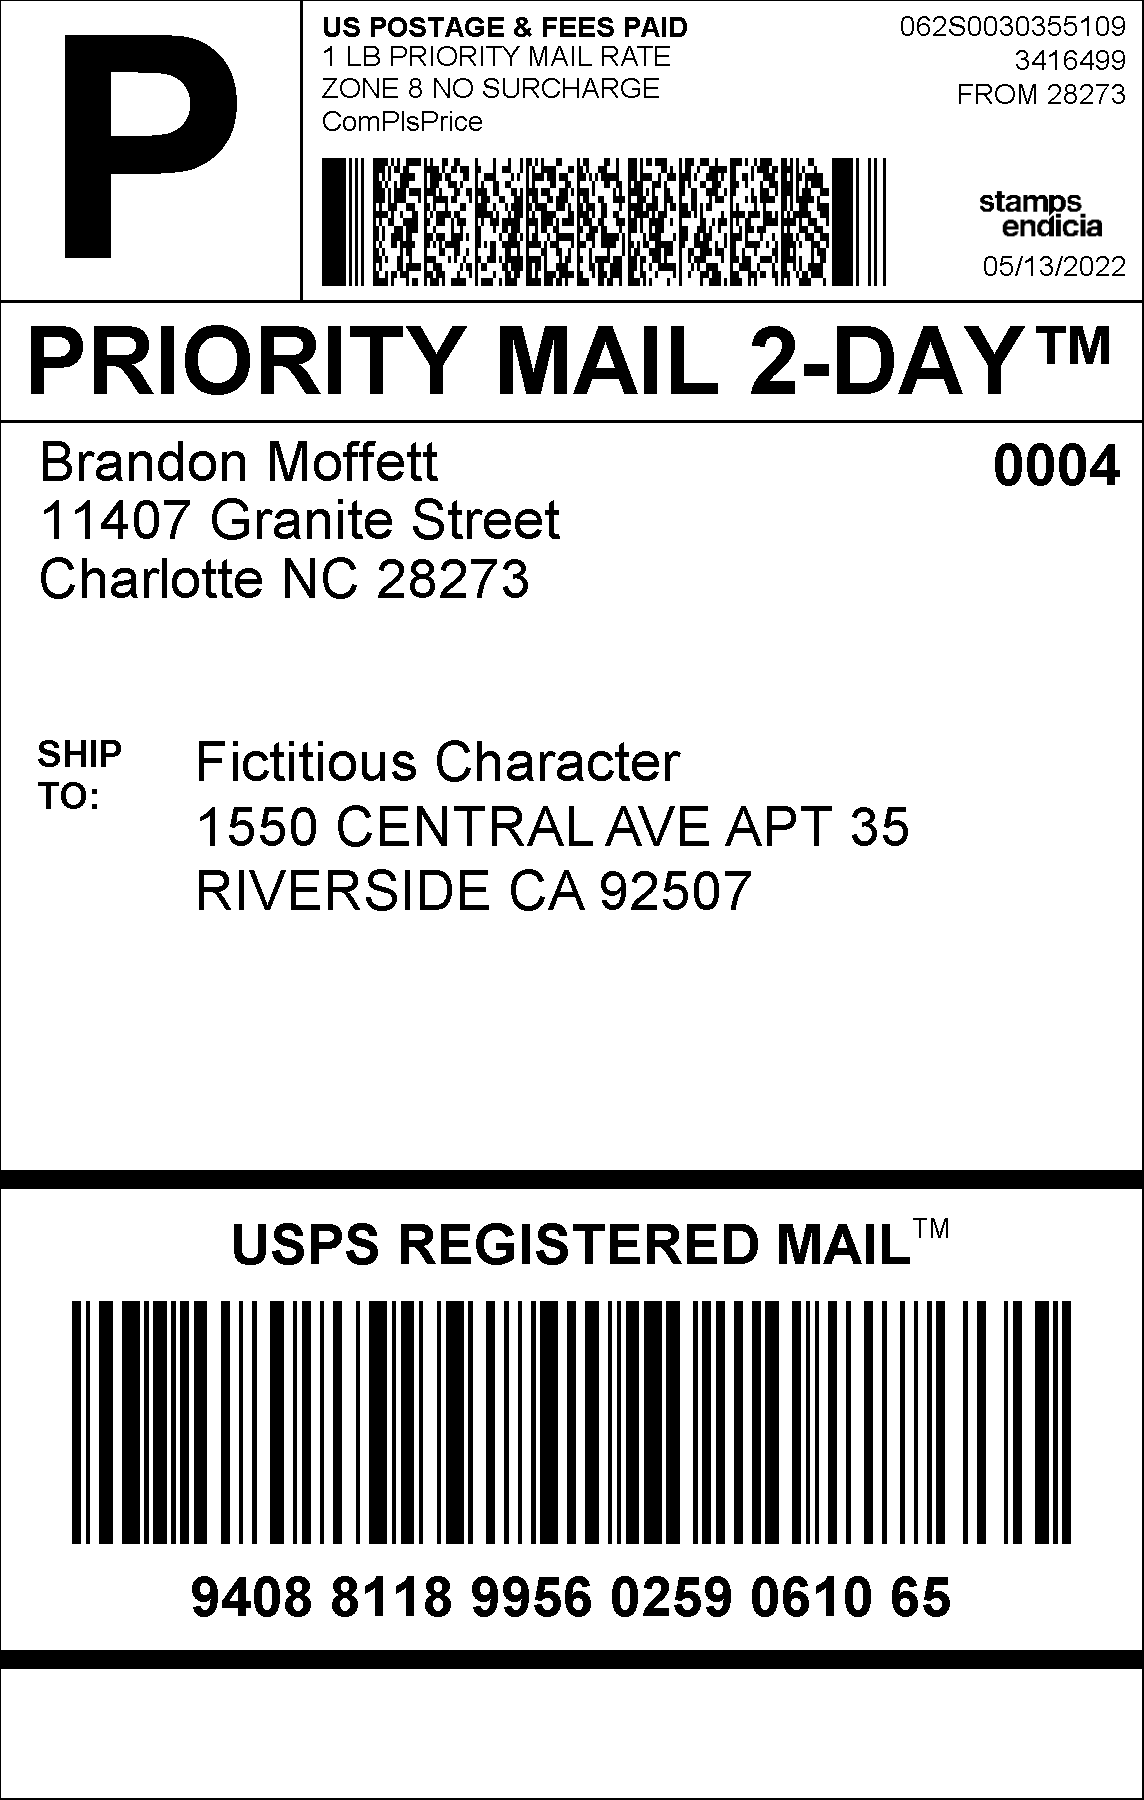 P
US POSTAGE & FEES PAID
1 LB PRIORITY MAIL RATE
ZONE 8 NO SURCHARGE
ComPlsPrice
062S0030355109
3416499
FROM 28273
stamps
endicia
05/13/2022
PRIORITY MAIL 2-DAY™
Brandon Moffett
11407 Granite Street
Charlotte NC 28273
0004
SHIP
TO:
Fictitious Character
1550 CENTRAL AVE APT 35
RIVERSIDE CA 92507
USPS REGISTERED MAIL™
9408 8118 9956 0259 0610 65